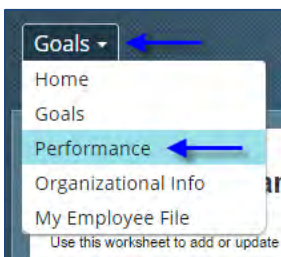 Goals
Home
Goals
Performance
Organizational Info
My Employee File
Use this worksheet to add or update